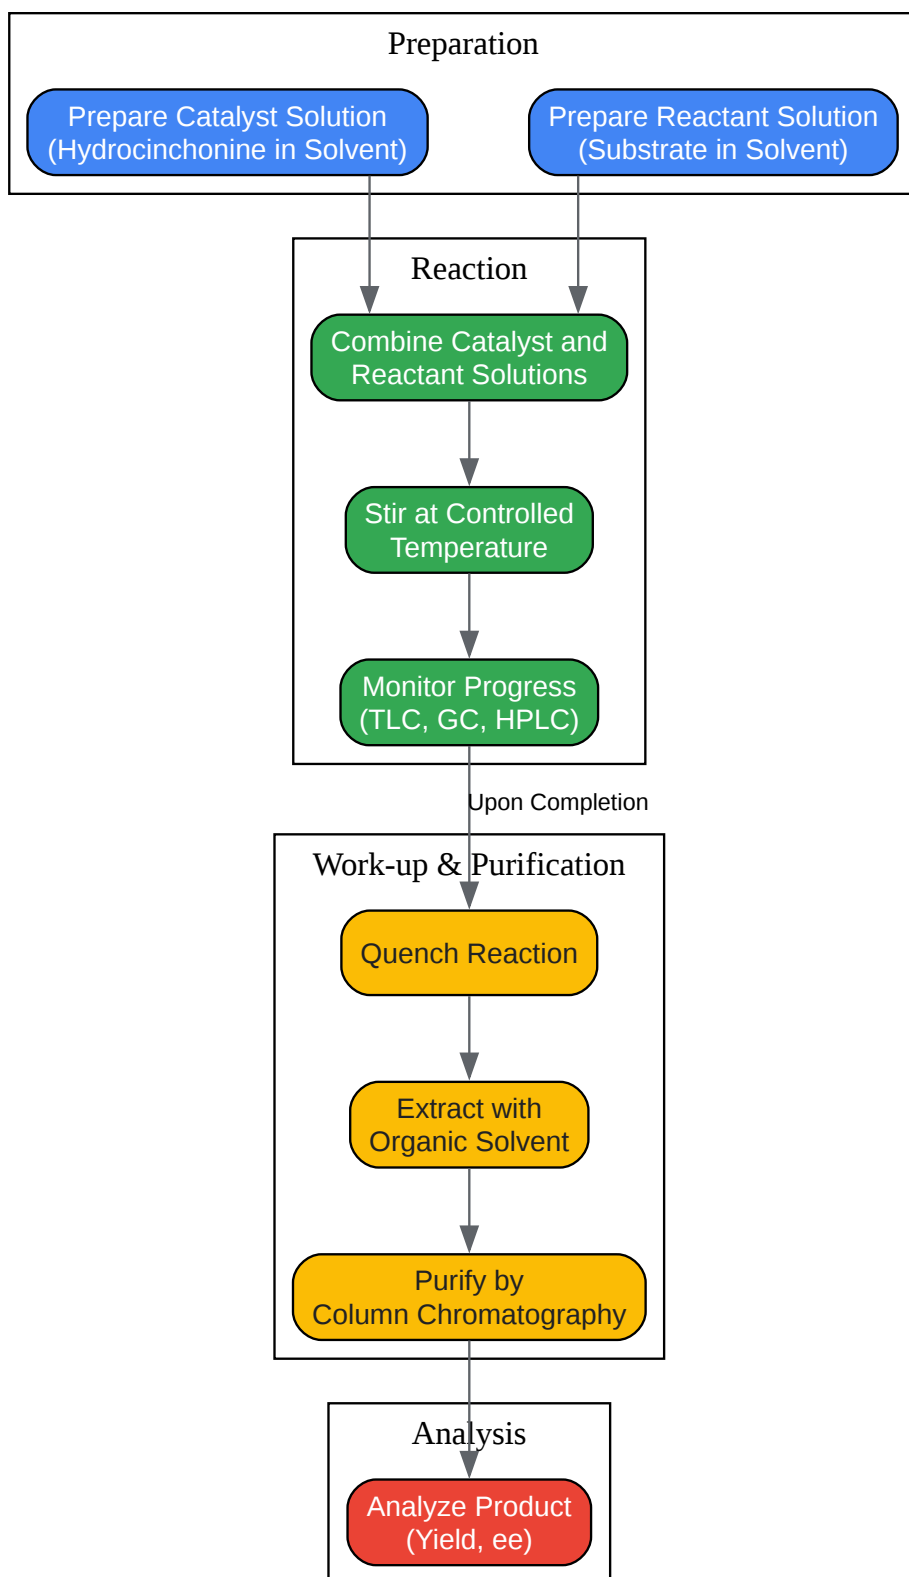 Preparation
Prepare Catalyst Solution
(Hydrocinchonine in Solvent)
Prepare Reactant Solution
(Substrate in Solvent)
Reaction
Combine Catalyst and
Reactant Solutions
Stir at Controlled
Temperature
Monitor Progress
(TLC, GC, HPLC)
Upon Completion
Work-up & Purification
Quench Reaction
Extract with
Organic Solvent
Purify by
Column Chromatography
Analysis
Analyze Product
(Yield, ee)